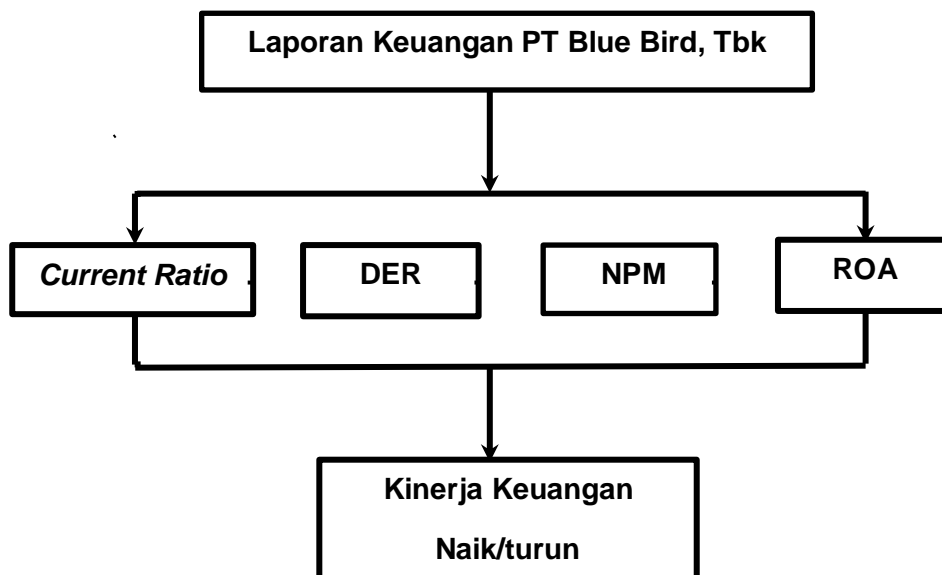 Laporan Keuangan PT Blue Bird, Tbk
Current Ratio
DER
NPM
ROA
Kinerja Keuangan
Naik/turun